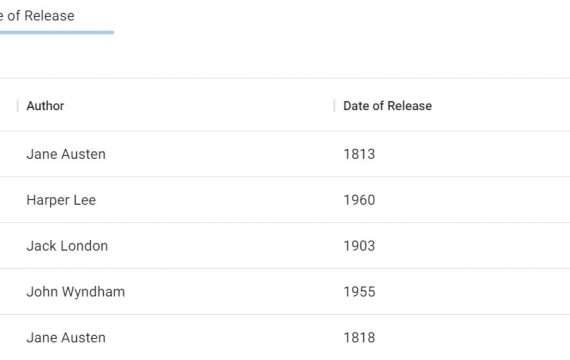 of Release
Author Date of Release
Jane Austen 1813
Harper Lee 1960
Jack London 1903
John Wyndham 1955
Jane Austen 1818